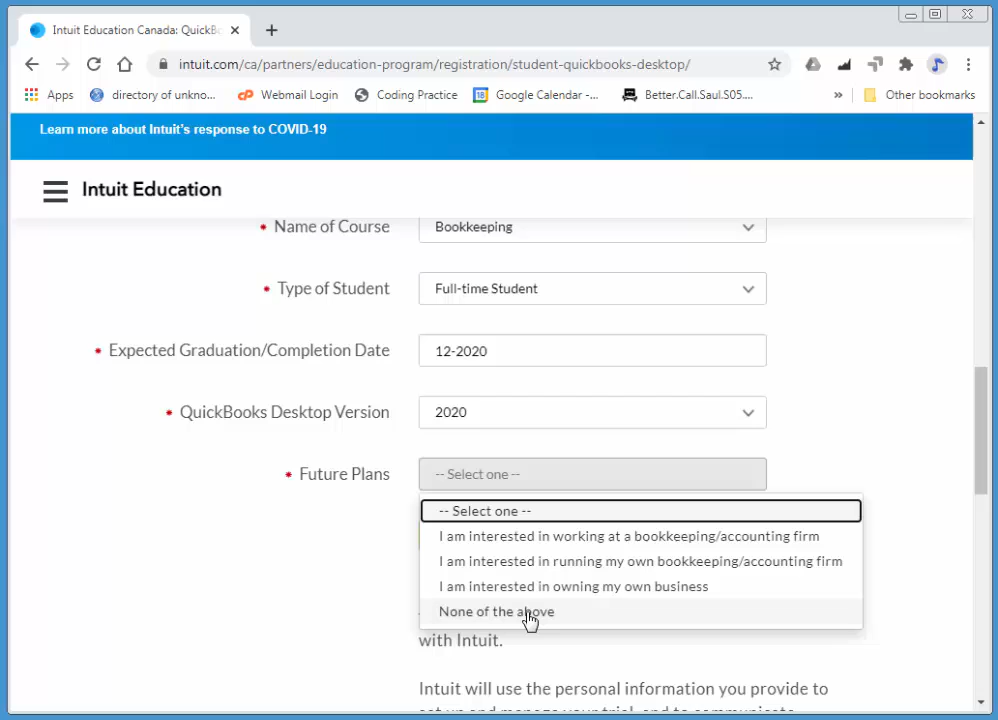 Intuit Education Canada: QuickB
intuit.com/ca/partners/education-program/registration/student-quickbooks-desktop/
Apps directory of unkno... Webmail Login Coding Practice 18 Google Calendar -... Better.Call.Saul.S05.... » Other bookmarks
Learn more about Intuit's response to COVID-19
Intuit Education
* Name of Course Bookkeeping
* Type of Student Full-time Student
* Expected Graduation/Completion Date 12-2020
* QuickBooks Desktop Version 2020
* Future Plans -- Select one --
-- Select one --
I am interested in working at a bookkeeping/accounting firm
I am interested in running my own bookkeeping/accounting firm
I am interested in owning my own business
None of the above
with Intuit.
Intuit will use the personal information you provide to